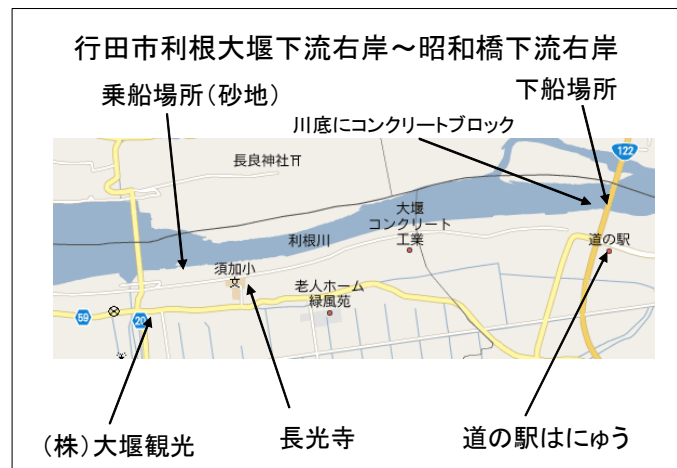 行田市利根大堰下流右岸～昭和橋下流右岸
乗船場所(砂地)
下船場所
川底にコンクリートブロック
122
長良神社
大堰
コンクリート
工業
利根川
道の駅
須加小
文
老人ホーム
緑風苑
59
20
(株)大堰観光
長光寺
道の駅はにゅう